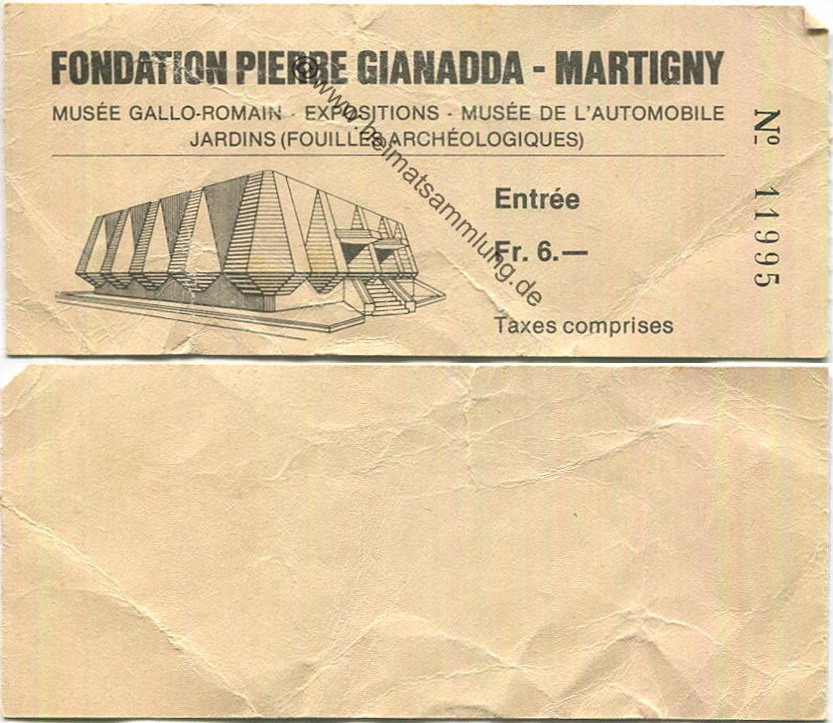 FONDATION PIERRE GIANADDA - MARTIGNY
MUSÉE GALLO-ROMAIN - EXPOSITIONS - MUSÉE DE L'AUTOMOBILE
JARDINS (FOUILLES ARCHÉOLOGIQUES)
Entrée
Fr. 6.—
Taxes comprises
Nº 11995
©www.heimatsammlung.de